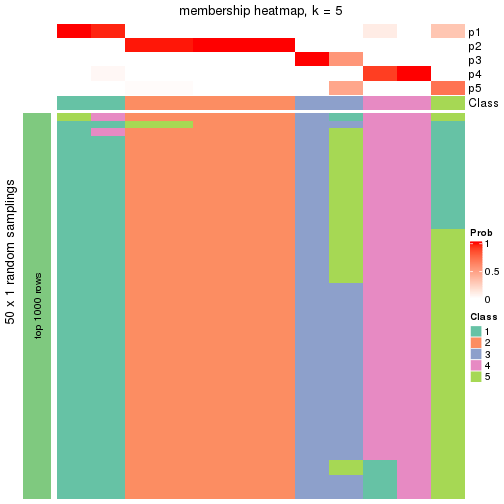 membership heatmap, k = 5
p1
p2
p3
p4
p5
Class
50 x 1 random samplings
top 1000 rows
Prob
1
0.5
0
Class
1
2
3
4
5